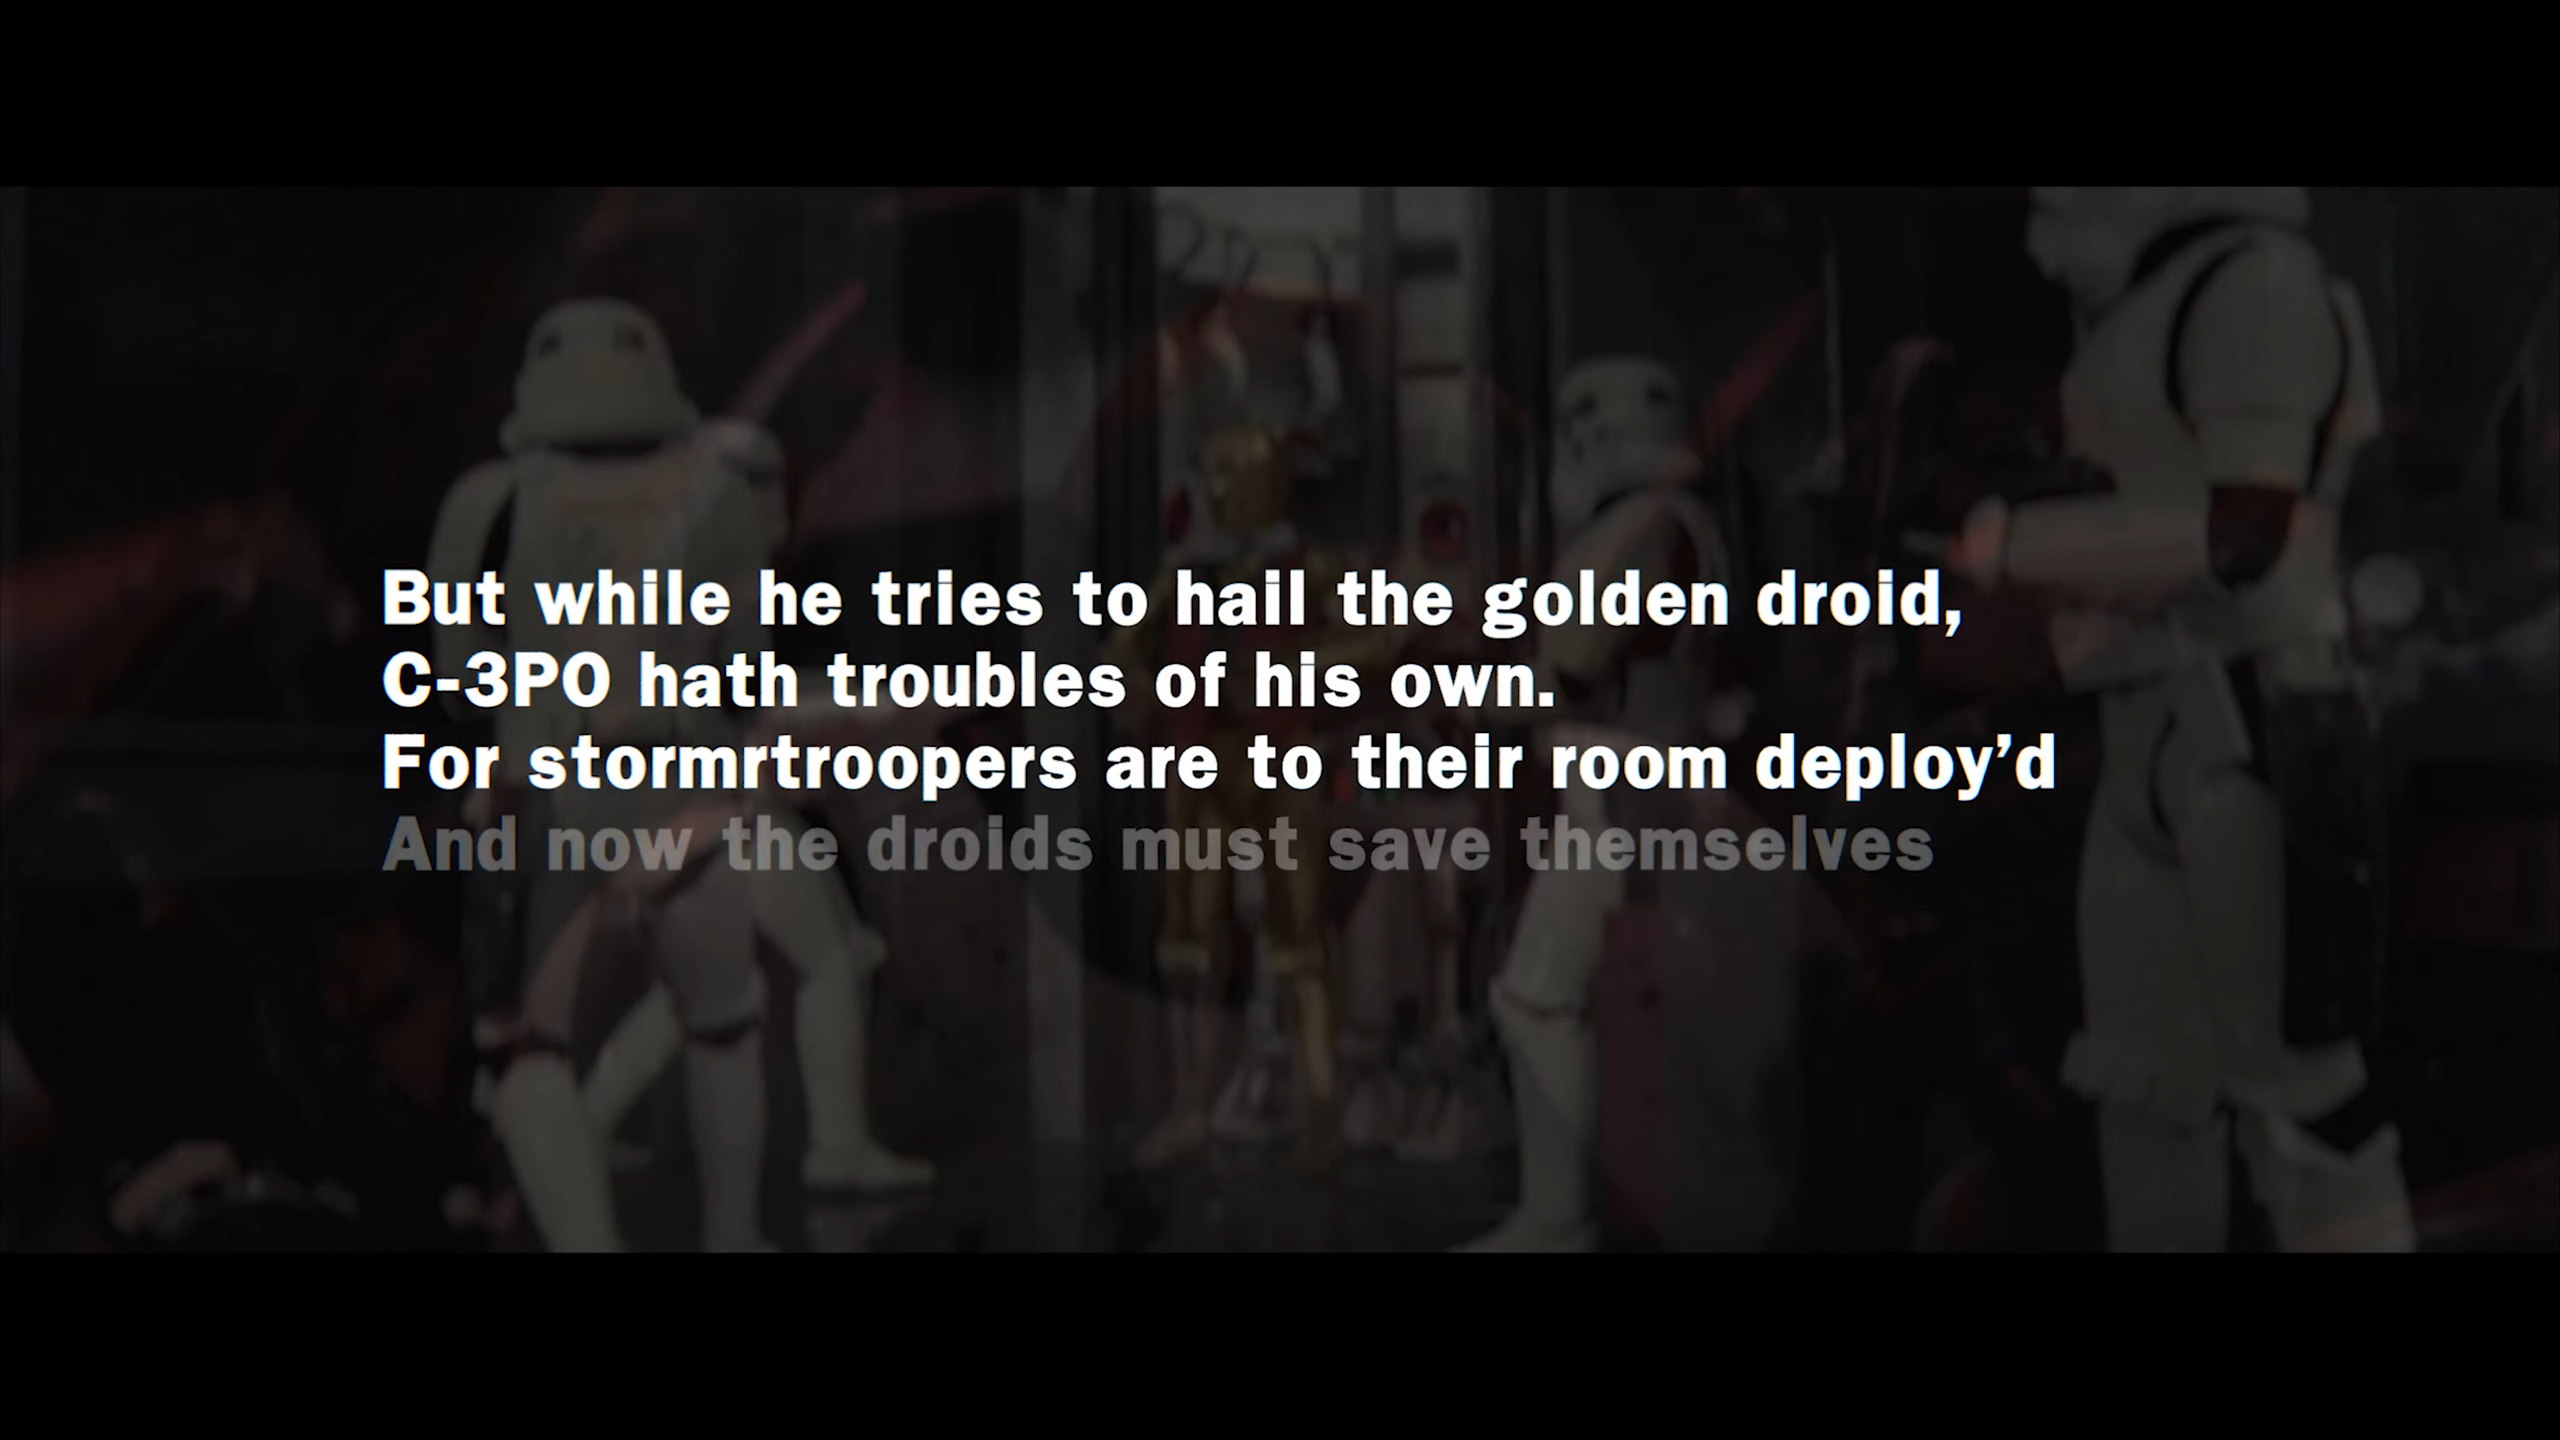 But while he tries to hail the golden droid,
C-3PO hath troubles of his own.
For stormrtroopers are to their room deploy’d
And now the droids must save themselves